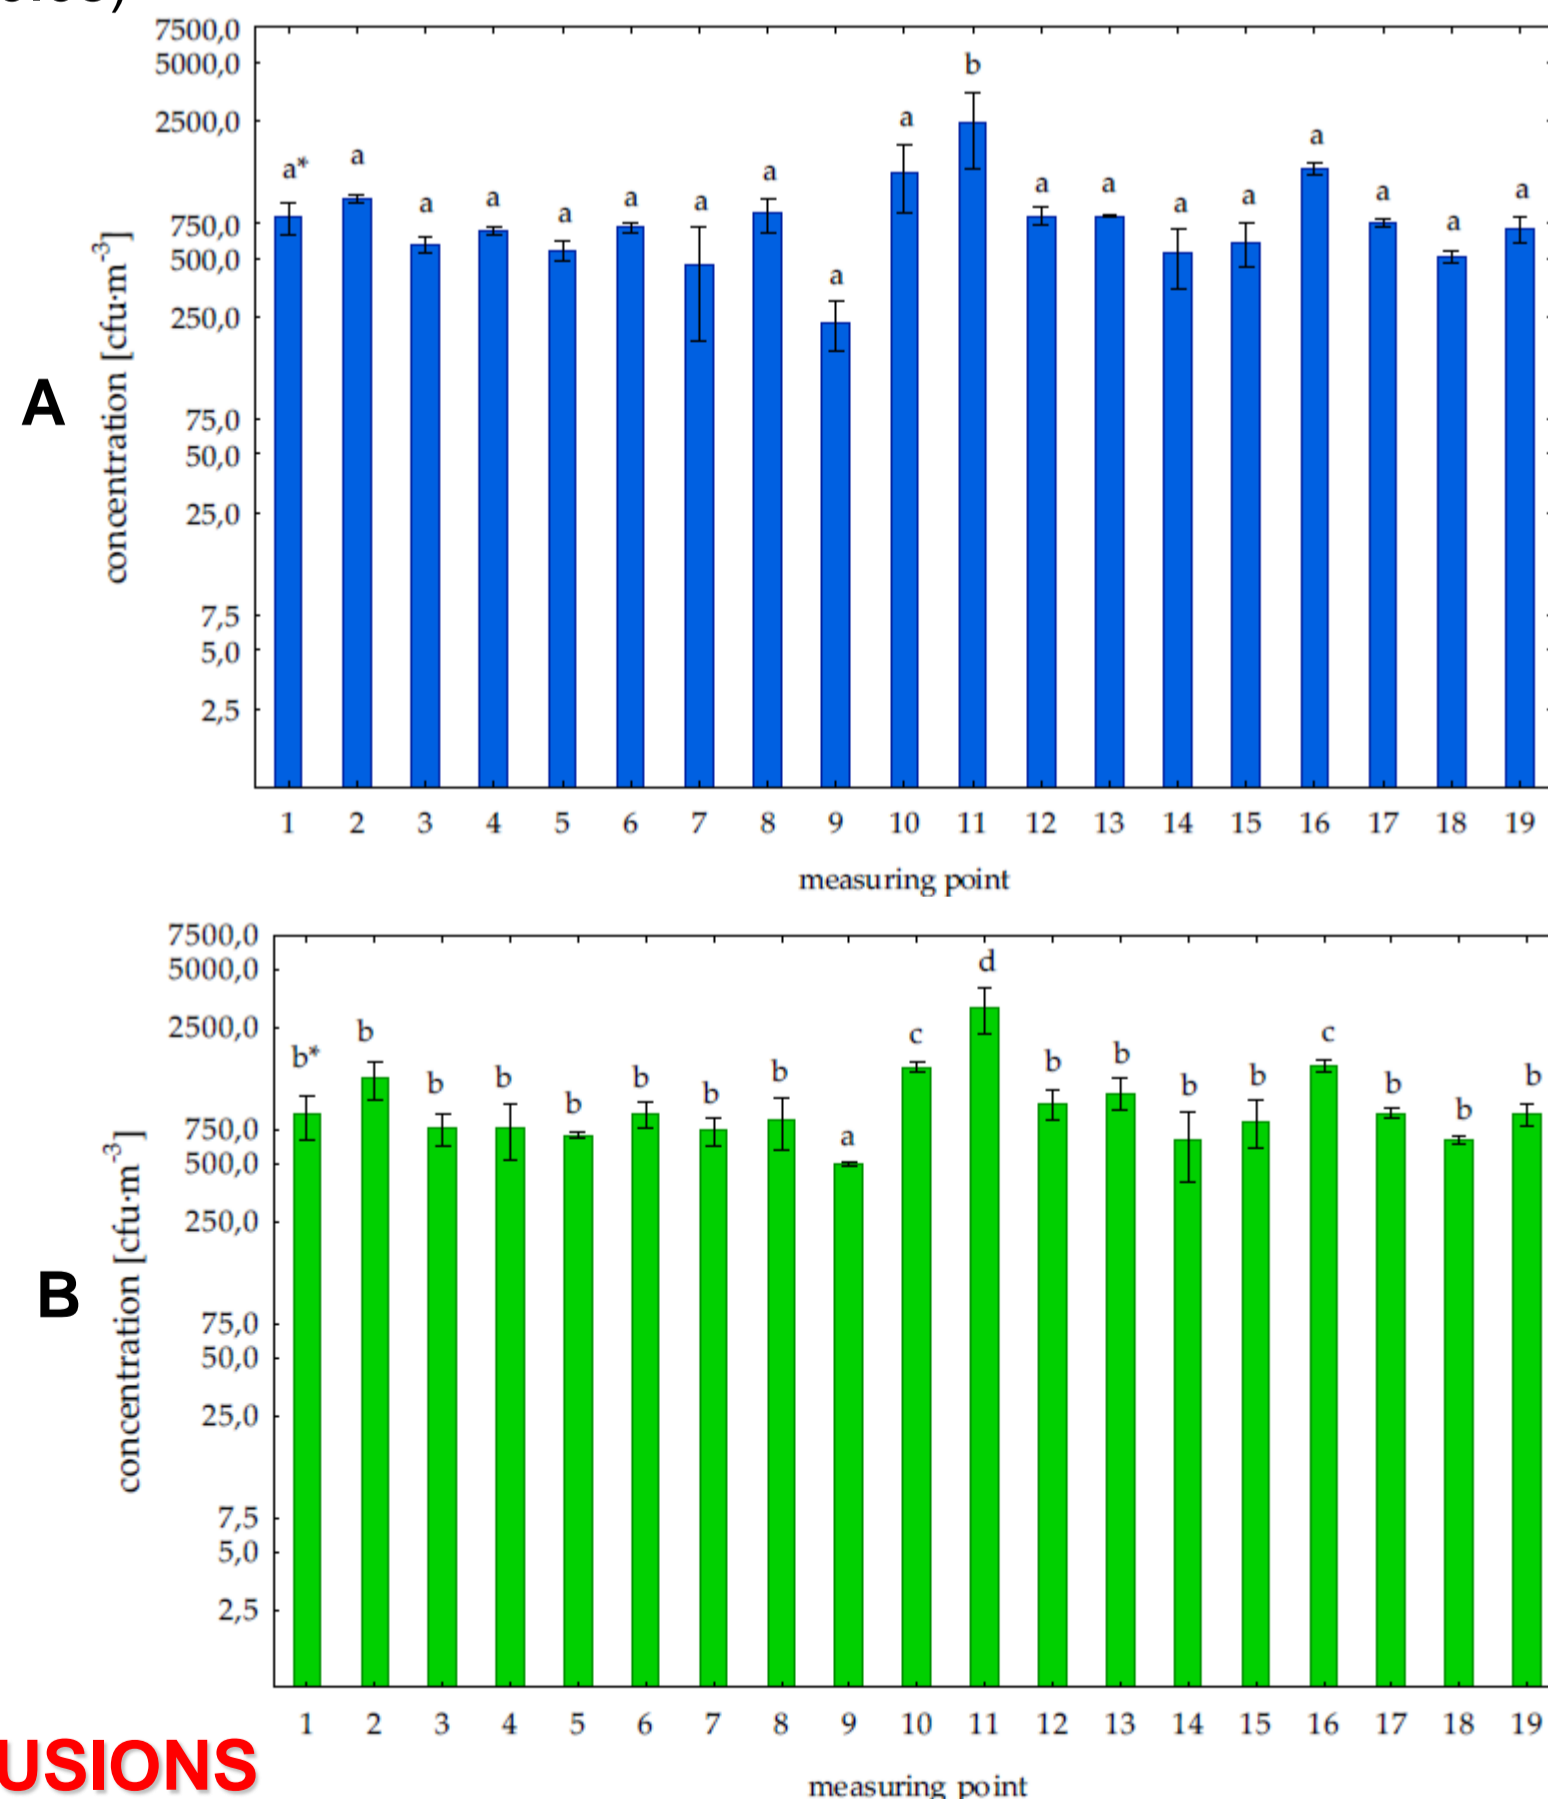 7500,0
5000,0
2500,0
750,0
500,0
250,0
75,0
50,0
25,0
7,5
5,0
2,5
concentration [cfu·m-3]
A
a* a a a a a a a a a b a a a a a a a a
1 2 3 4 5 6 7 8 9 10 11 12 13 14 15 16 17 18 19
measuring point
7500,0
5000,0
2500,0
750,0
500,0
250,0
75,0
50,0
25,0
7,5
5,0
2,5
concentration [cfu·m-3]
B
b* b b b b b b b a c d b b b b c b b b
1 2 3 4 5 6 7 8 9 10 11 12 13 14 15 16 17 18 19
measuring point
USIONS